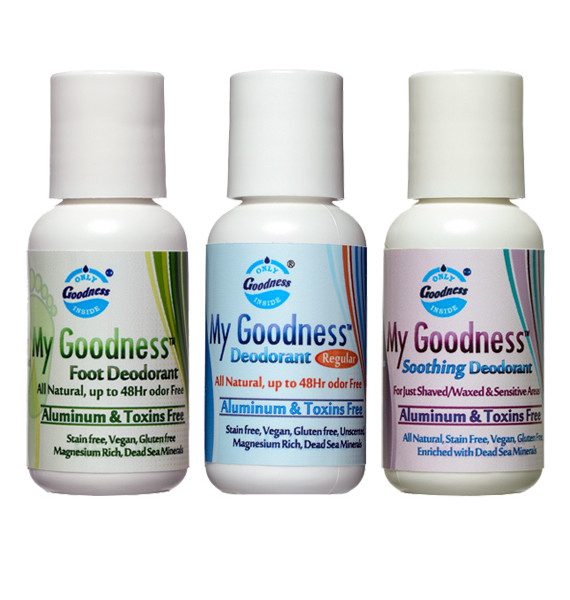 ONLY
Goodness
INSIDE
My Goodness™
Foot Deodorant
All Natural, up to 48Hr odor Free
Aluminum & Toxins Free
Stain free, Vegan, Gluten free
Magnesium Rich, Dead Sea Minerals
ONLY
Goodness
INSIDE
®
My Goodness™
Deodorant Regular
All Natural, up to 48Hr odor Free
Aluminum & Toxins Free
Stain free, Vegan, Gluten free, Unscented,
Magnesium Rich, Dead Sea Minerals
ONLY
Goodness
INSIDE
My Goodness™
Soothing Deodorant
For Just Shaved/Waxed & Sensitive Areas
Aluminum & Toxins Free
All Natural, Stain Free, Vegan, Gluten Free,
Enriched with Dead Sea Minerals